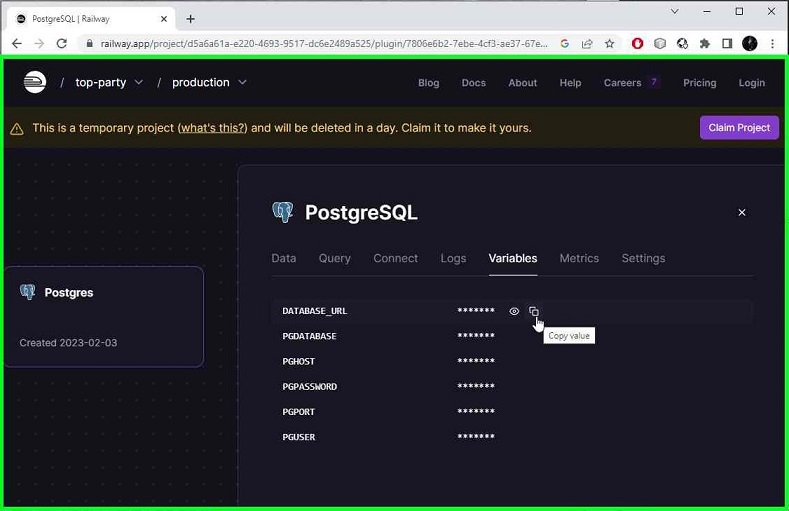 PostgreSQL | Railway
railway.app/project/d5a6a61a-e220-4693-9517-dc6e2489a525/plugin/7806e6b2-7ebe-4cf3-ae37-67e...
/ top-party / production Blog Docs About Help Careers 7 Pricing Login
This is a temporary project (what's this?) and will be deleted in a day. Claim it to make it yours. Claim Project
PostgreSQL
Data Query Connect Logs Variables Metrics Settings
Postgres
Created 2023-02-03
DATABASE_URL *******
Copy value
PGDATABASE *******
PGHOST *******
PGPASSWORD *******
PGPORT *******
PGUSER *******